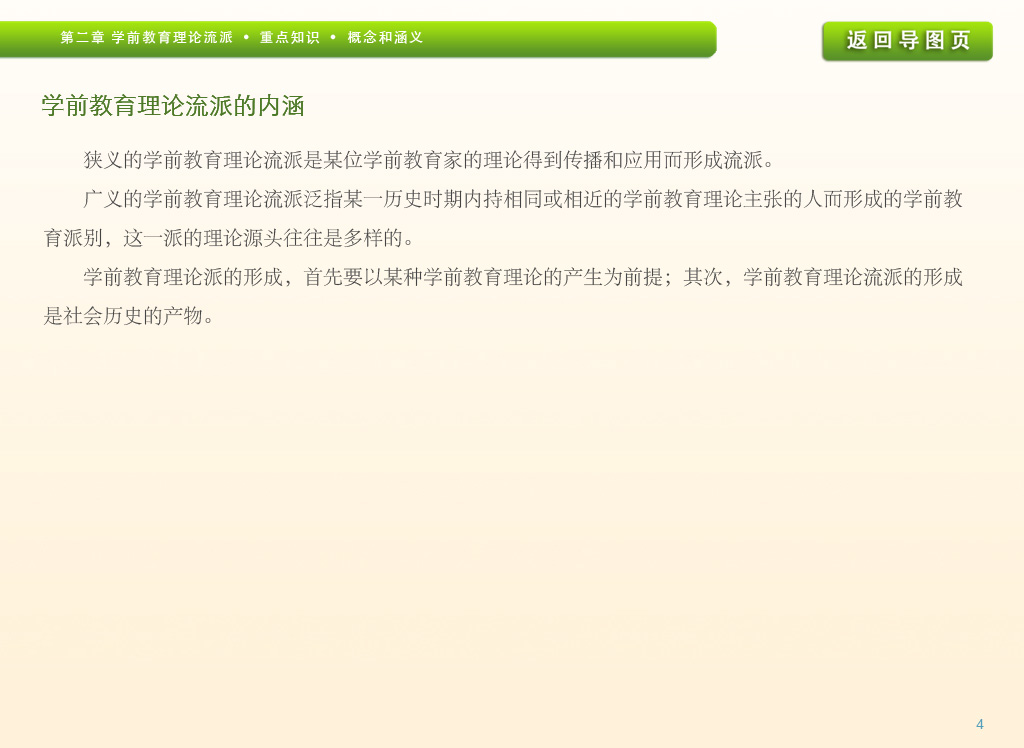 第二章 学前教育理论流派 • 重点知识 • 概念和涵义
返回导图页
学前教育理论流派的内涵
狭义的学前教育理论流派是某位学前教育家的理论得到传播和应用而形成流派。
广义的学前教育理论流派泛指某一历史时期内持相同或相近的学前教育理论主张的人而形成的学前教
育派别，这一派的理论源头往往是多样的。
学前教育理论派的形成，首先要以某种学前教育理论的产生为前提；其次，学前教育理论流派的形成
是社会历史的产物。
4